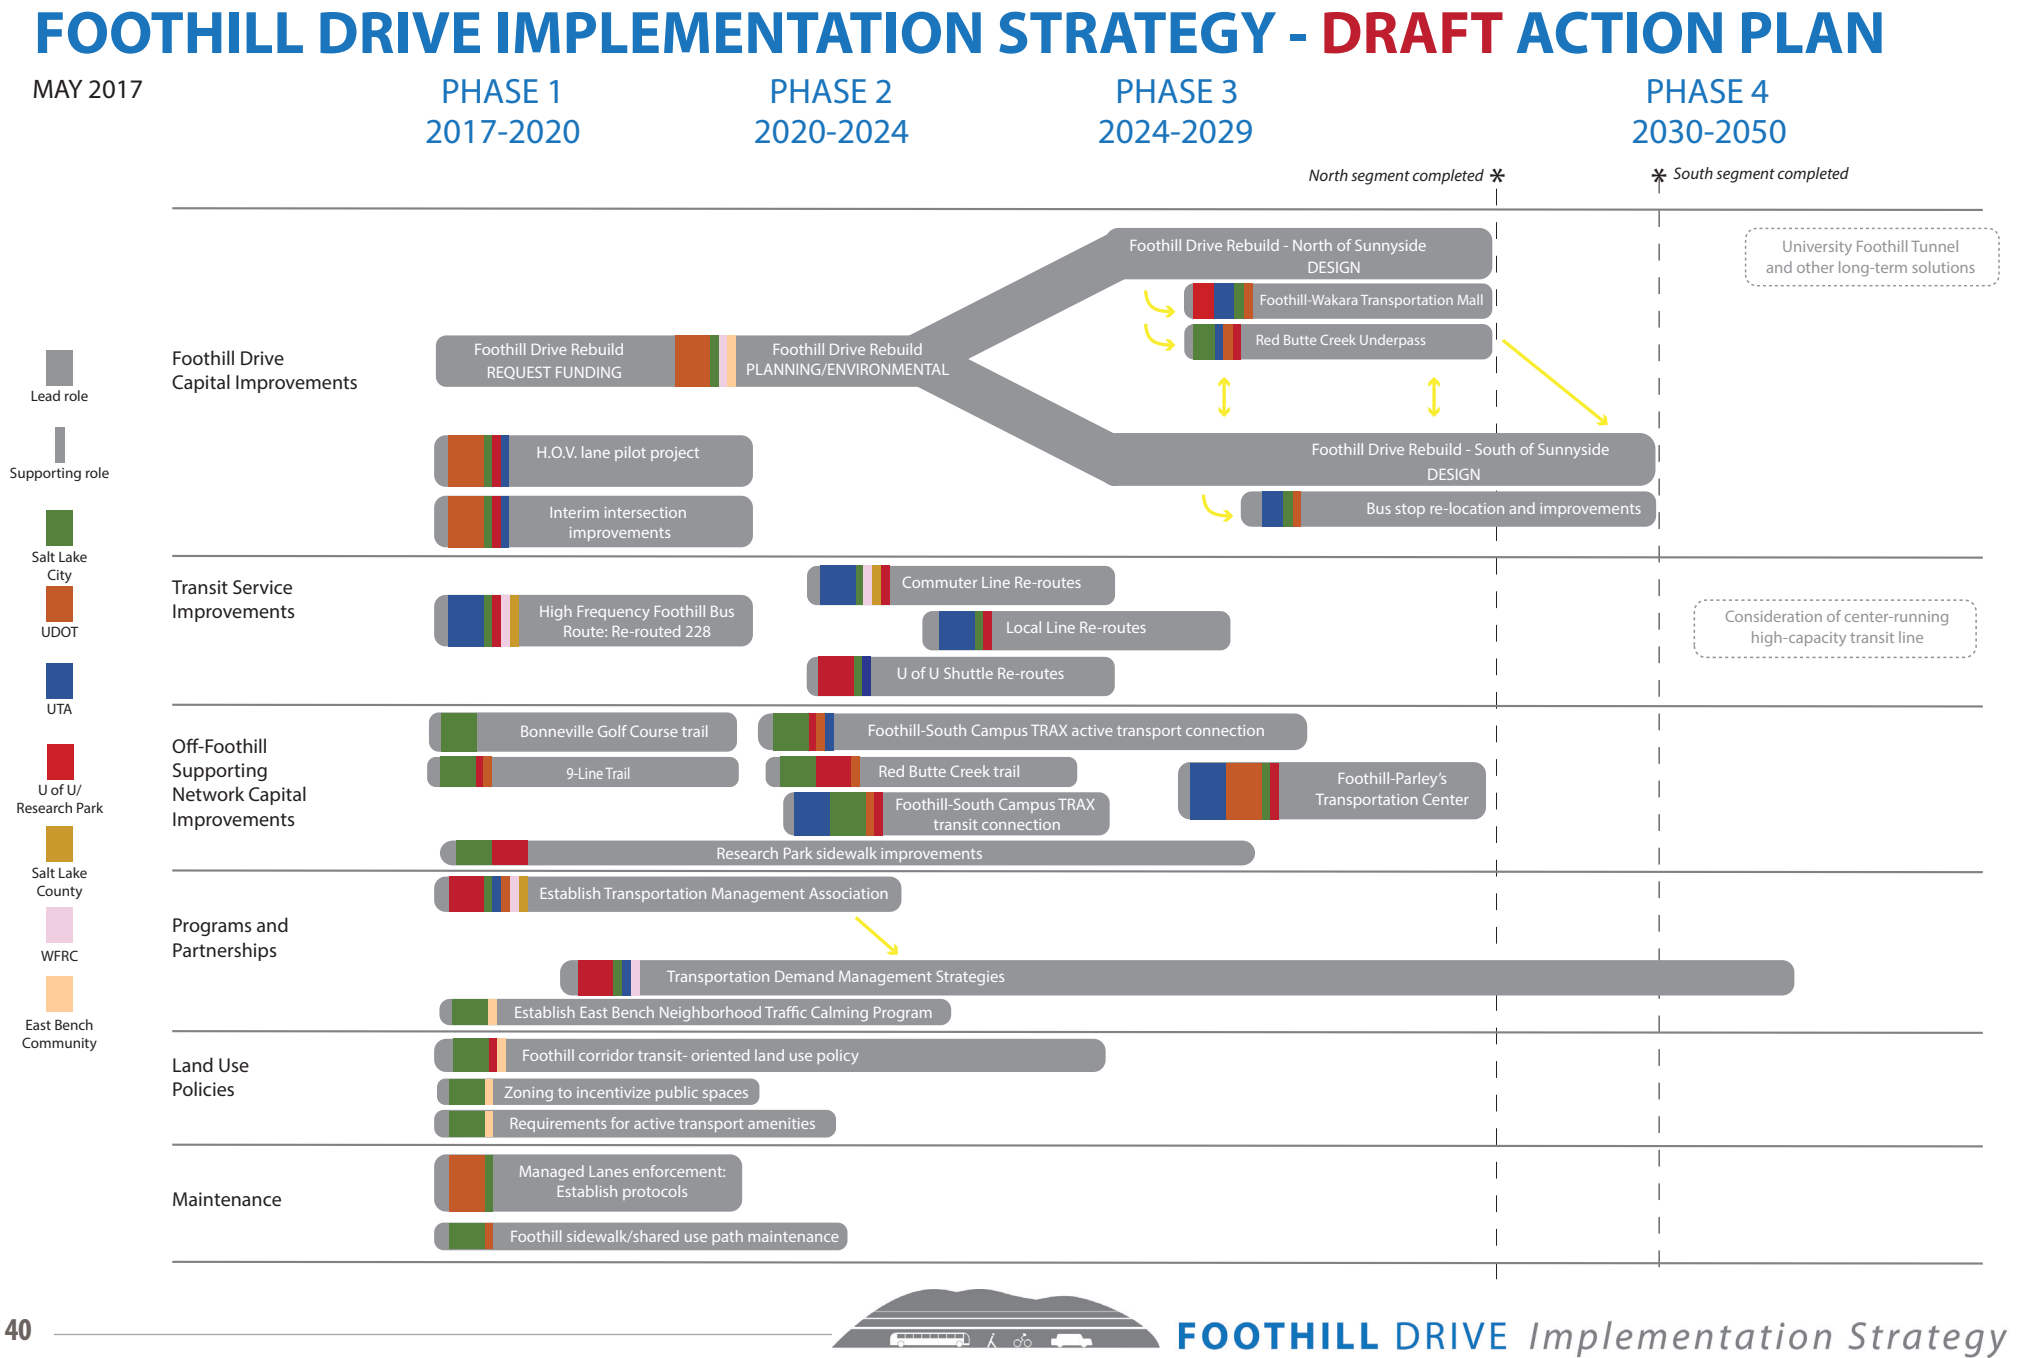 FOOTHILL DRIVE IMPLEMENTATION STRATEGY - DRAFT ACTION PLAN
MAY 2017
PHASE 1
2017-2020
PHASE 2
2020-2024
PHASE 3
2024-2029
PHASE 4
2030-2050
North segment completed *
* South segment completed
Lead role
Supporting role
Salt Lake
City
UDOT
UTA
U of U/
Research Park
Salt Lake
County
WFRC
East Bench
Community
Foothill Drive
Capital Improvements
Foothill Drive Rebuild
REQUEST FUNDING
Foothill Drive Rebuild
PLANNING/ENVIRONMENTAL
Foothill Drive Rebuild - North of Sunnyside
DESIGN
Foothill-Wakara Transportation Mall
Red Butte Creek Underpass
University Foothill Tunnel
and other long-term solutions
H.O.V. lane pilot project
Interim intersection
improvements
Foothill Drive Rebuild - South of Sunnyside
DESIGN
Bus stop re-location and improvements
Transit Service
Improvements
High Frequency Foothill Bus
Route: Re-routed 228
Commuter Line Re-routes
Local Line Re-routes
U of U Shuttle Re-routes
Consideration of center-running
high-capacity transit line
Off-Foothill
Supporting
Network Capital
Improvements
Bonneville Golf Course trail
9-Line Trail
Foothill-South Campus TRAX active transport connection
Red Butte Creek trail
Foothill-South Campus TRAX
transit connection
Foothill-Parley's
Transportation Center
Research Park sidewalk improvements
Programs and
Partnerships
Establish Transportation Management Association
Transportation Demand Management Strategies
Establish East Bench Neighborhood Traffic Calming Program
Land Use
Policies
Foothill corridor transit- oriented land use policy
Zoning to incentivize public spaces
Requirements for active transport amenities
Maintenance
Managed Lanes enforcement:
Establish protocols
Foothill sidewalk/shared use path maintenance
40
FOOTHILL DRIVE Implementation Strategy